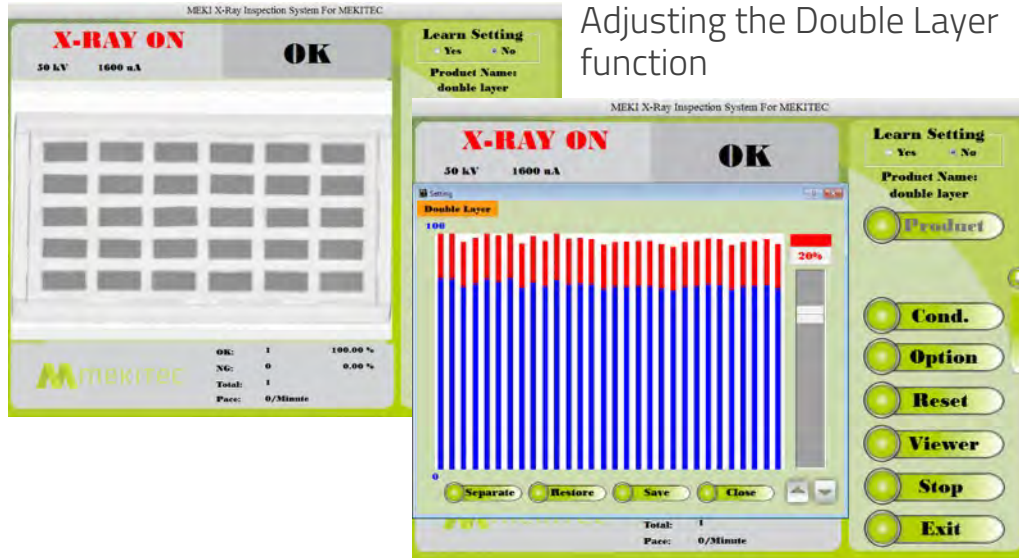 Adjusting the Double Layer
function
MEKI X-Ray Inspection System For MEKITEC
X-RAY ON
50 kV 1600 uA
OK
Learn Setting
Yes No
Product Name:
double layer
OK: 1 100.00 %
NG: 0 0.00 %
Total: 1
Pace: 0/Minute
MEKITEC
MEKI X-Ray Inspection System For MEKITEC
X-RAY ON
50 kV 1600 uA
OK
Learn Setting
Yes No
Product Name:
double layer
Product
Setting
Double Layer
100
20%
0
Separate Restore Save Close
Cond.
Option
Reset
Viewer
Stop
Exit
Total: 1
Pace: 0/Minute